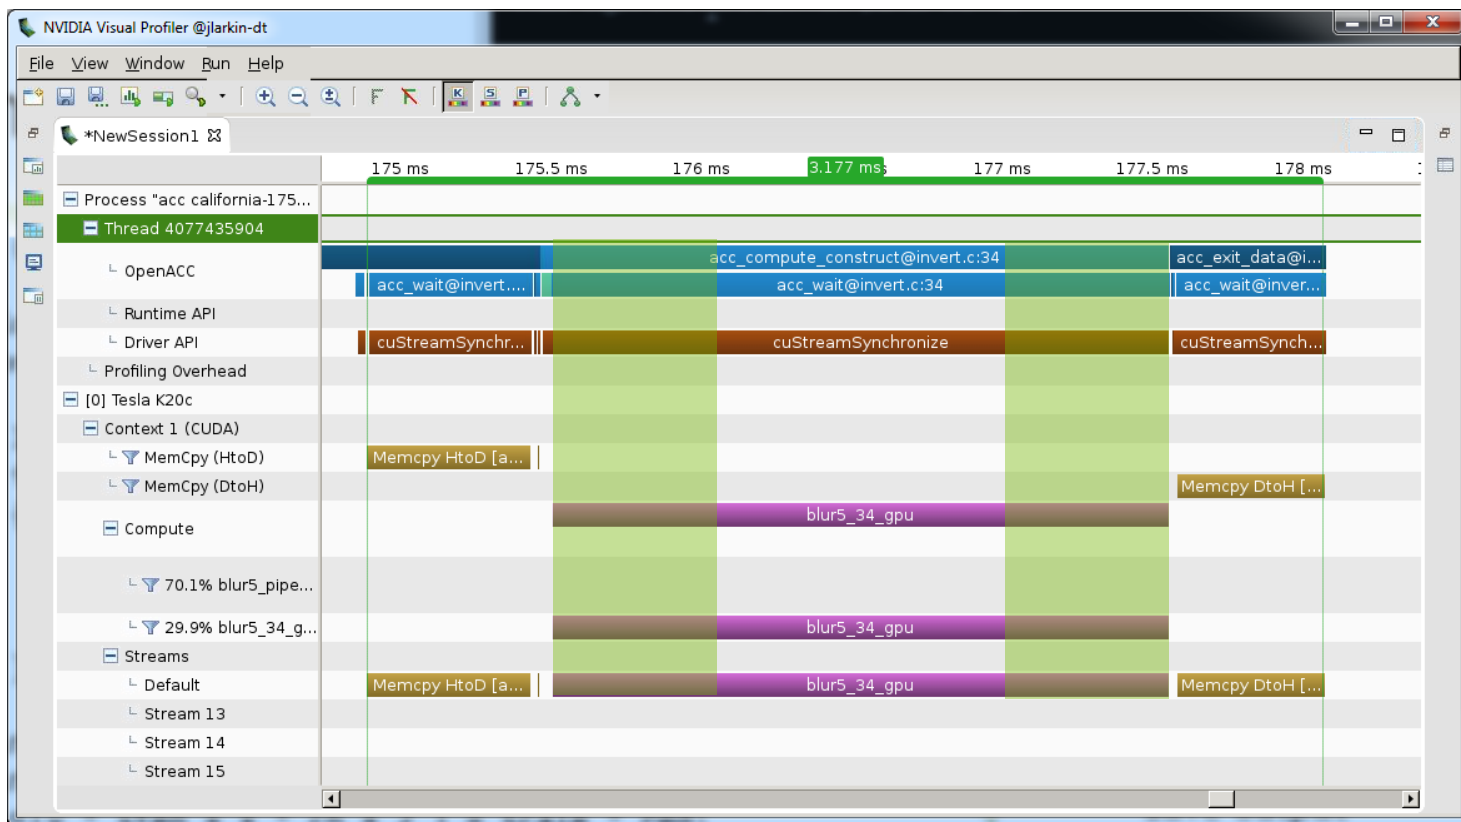 NVIDIA Visual Profiler @jlarkin-dt
File View Window Run Help
K S P
*NewSession1
175 ms 175.5 ms 176 ms 3.177 ms 177 ms 177.5 ms 178 ms
Process "acc california-175...
Thread 4077435904
acc_compute_construct@invert.c:34 acc_exit_data@i...
OpenACC
acc_wait@invert.... acc_wait@invert.c:34 acc_wait@inver...
Runtime API
Driver API cuStreamSynchr... cuStreamSynchronize cuStreamSynch...
Profiling Overhead
[0] Tesla K20c
Context 1 (CUDA)
MemCpy (HtoD) Memcpy HtoD [a...
MemCpy (DtoH) Memcpy DtoH [...
blur5_34_gpu
Compute
70.1% blur5_pipe...
29.9% blur5_34_g... blur5_34_gpu
Streams
Default Memcpy HtoD [a... blur5_34_gpu Memcpy DtoH [...
Stream 13
Stream 14
Stream 15